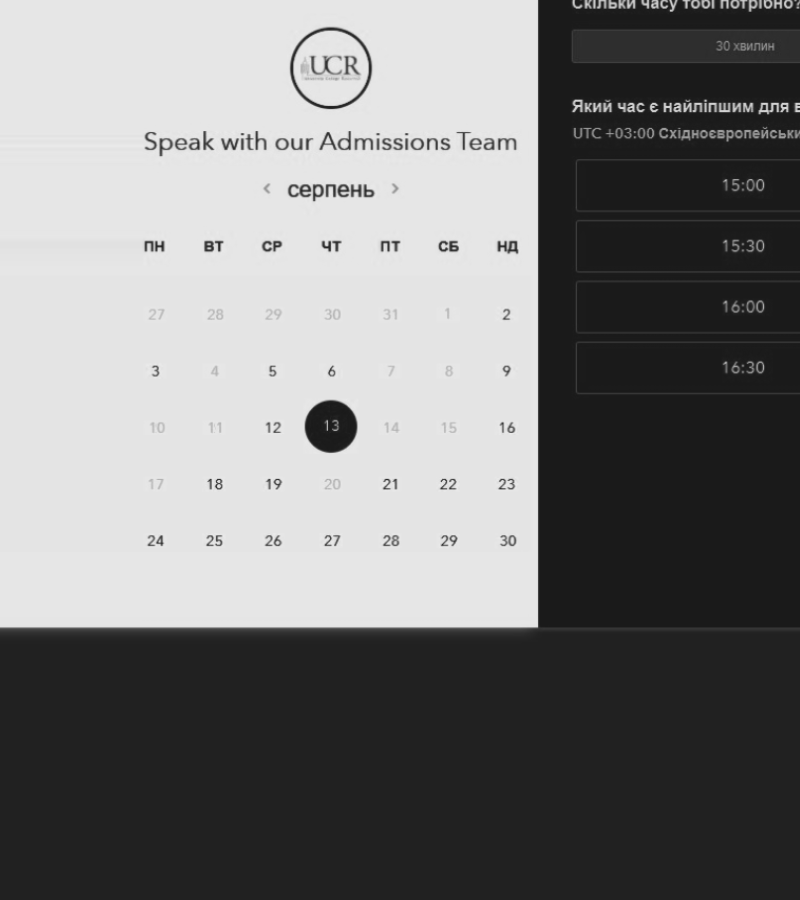 UCR
Speak with our Admissions Team
< серпень >
ПН ВТ СР ЧТ ПТ СБ НД
27 28 29 30 31 1 2
3 4 5 6 7 8 9
10 11 12 13 14 15 16
17 18 19 20 21 22 23
24 25 26 27 28 29 30
Скільки часу тобі потрібно?
30 хвилин
Який час є найліпшим для
UTC +03:00
15:00
15:30
16:00
16:30